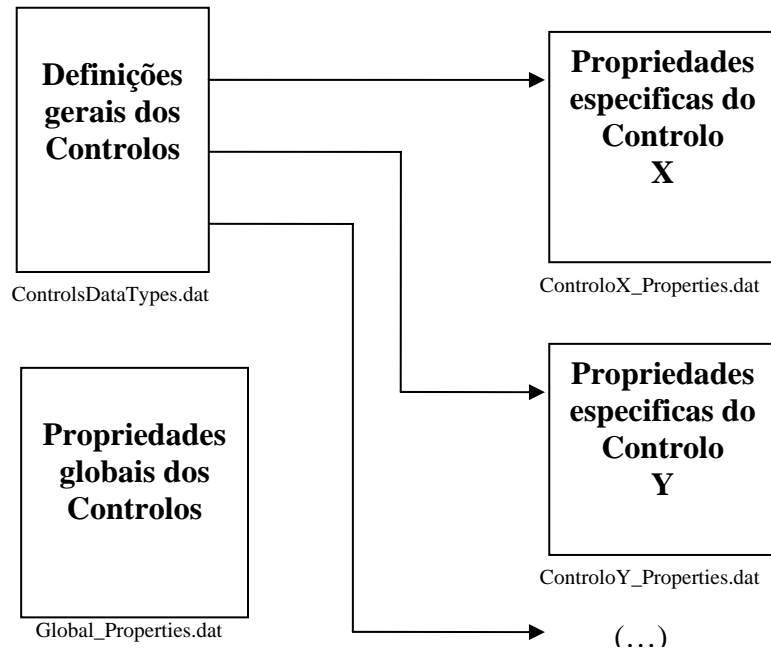 Definições
gerais dos
Controlos
ControlsDataTypes.dat
Propriedades
especificas do
Controlo
X
ControloX_Properties.dat
Propriedades
globais dos
Controlos
Global_Properties.dat
Propriedades
especificas do
Controlo
Y
ControloY_Properties.dat
(…)